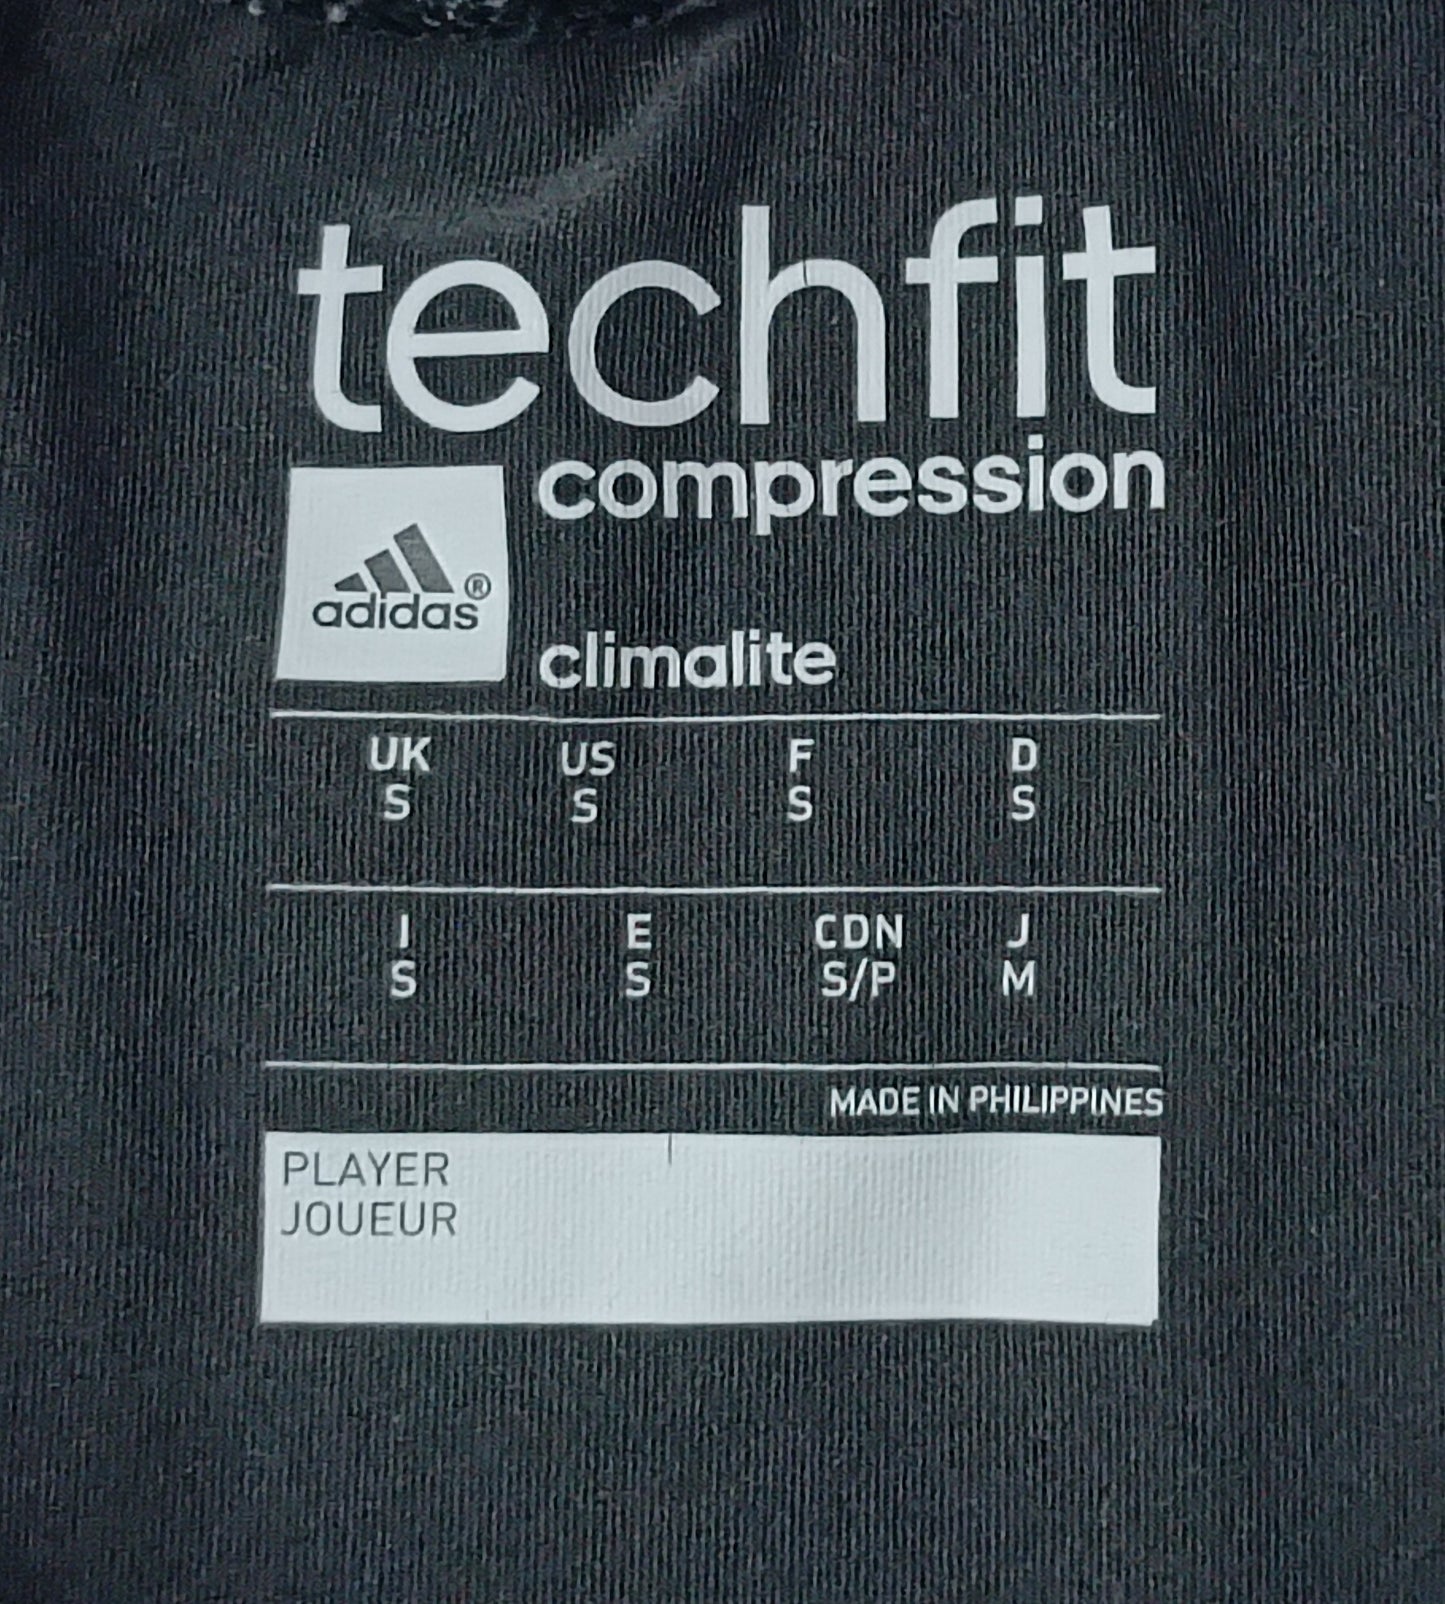 techfit
compression
adidas®
climalite
UK US F D
S S S S
I E CDN J
S S S/P M
MADE IN PHILIPPINES
PLAYER
JOUEUR